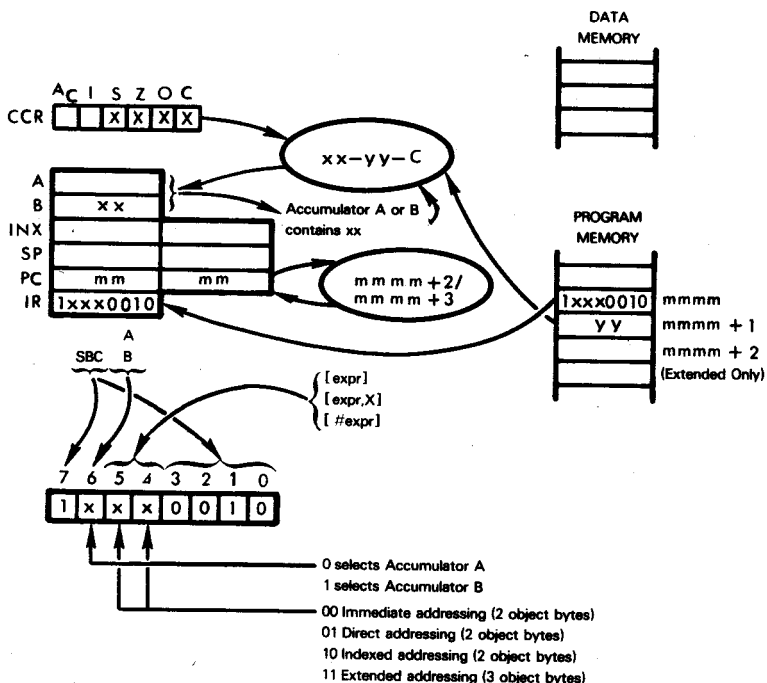 DATA
MEMORY
A_C I S Z O C
CCR X X X X
xx-yy-C
A
B xx
Accumulator A or B
contains xx
INX
SP
PC mm mm
IR 1xxx0010
mmmm+2/
mmmm+3
PROGRAM
MEMORY
1xxx0010 mmmm
yy mmmm + 1
mmmm + 2
(Extended Only)
A
SBC B
[expr]
[expr,X]
[#expr]
7 6 5 4 3 2 1 0
1 x x x 0 0 1 0
0 selects Accumulator A
1 selects Accumulator B
00 Immediate addressing (2 object bytes)
01 Direct addressing (2 object bytes)
10 Indexed addressing (2 object bytes)
11 Extended addressing (3 object bytes)